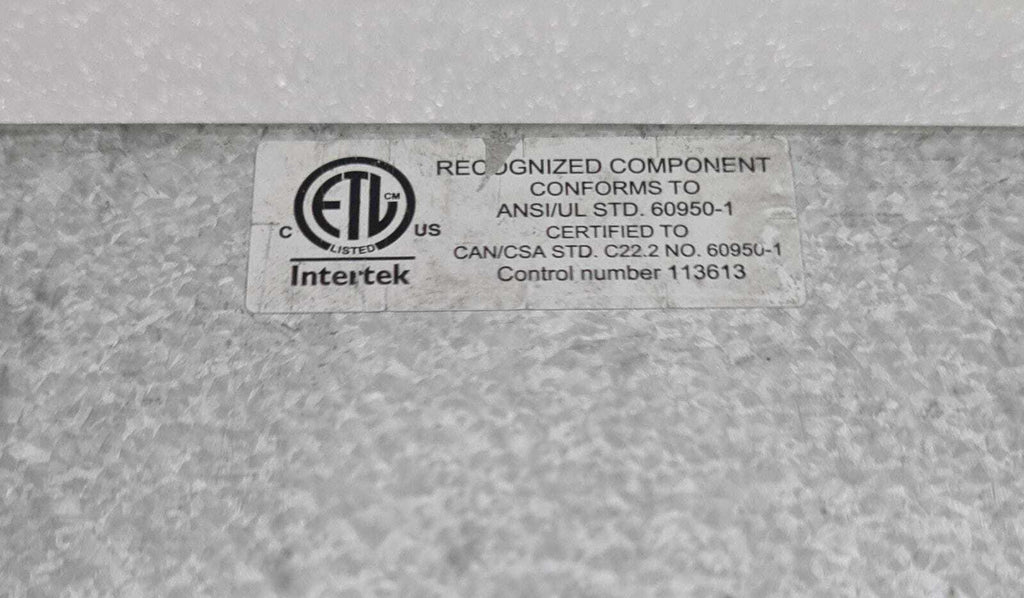 ETL CM
C US
LISTED
Intertek
RECOGNIZED COMPONENT
CONFORMS TO
ANSI/UL STD. 60950-1
CERTIFIED TO
CAN/CSA STD. C22.2 NO. 60950-1
Control number 113613